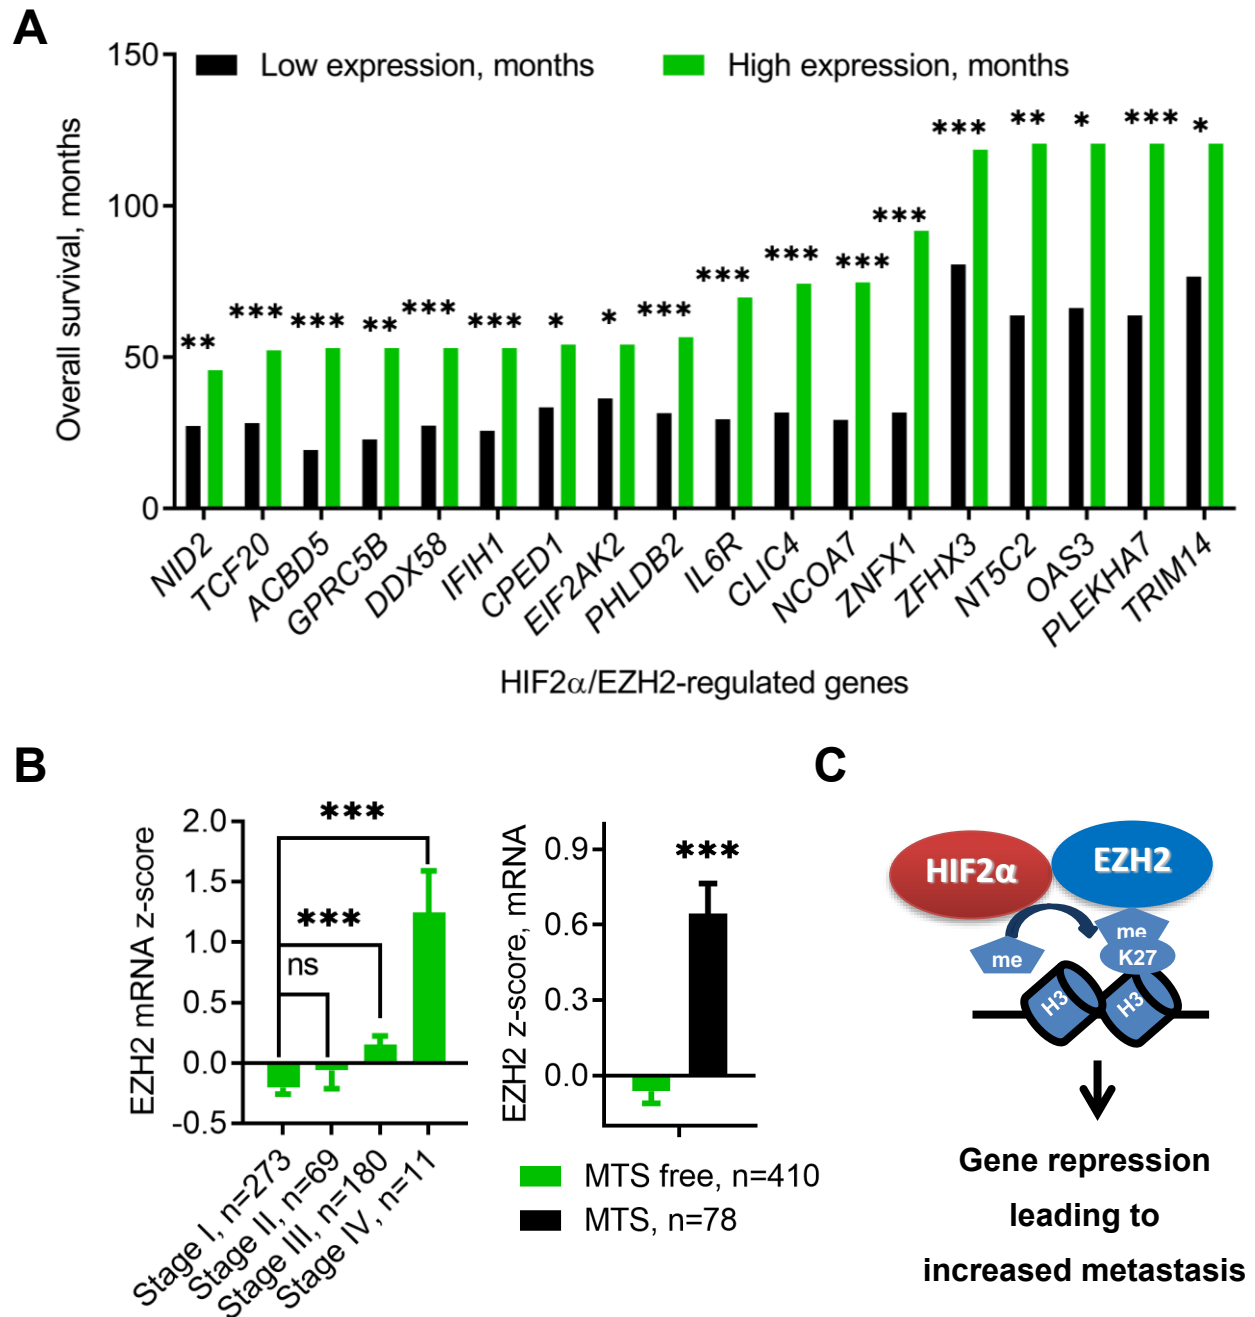 A
150
Low expression, months
High expression, months
*** ** * *** *
100
***
*** *** ***
** *** *** ** *** *** * * ***
50
0
Overall survival, months
NID2
TCF20
ACBD5
GPRC5B
DDX58
IFIH1
CPED1
EIF2AK2
PHLDB2
IL6R
CLIC4
NCOA7
ZNFX1
ZFHX3
NT5C2
OAS3
PLEKHA7
TRIM14
HIF2α/EZH2-regulated genes
B
EZH2 mRNA z-score
2.0
1.5
1.0
0.5
0.0
-0.5
***
***
ns
Stage I, n=273
Stage II, n=69
Stage III, n=180
Stage IV, n=11
EZH2 z-score, mRNA
0.9
0.6
0.3
0.0
***
MTS free, n=410
MTS, n=78
C
HIF2α
EZH2
me
me
K27
H3
H3
Gene repression
leading to
increased metastasis